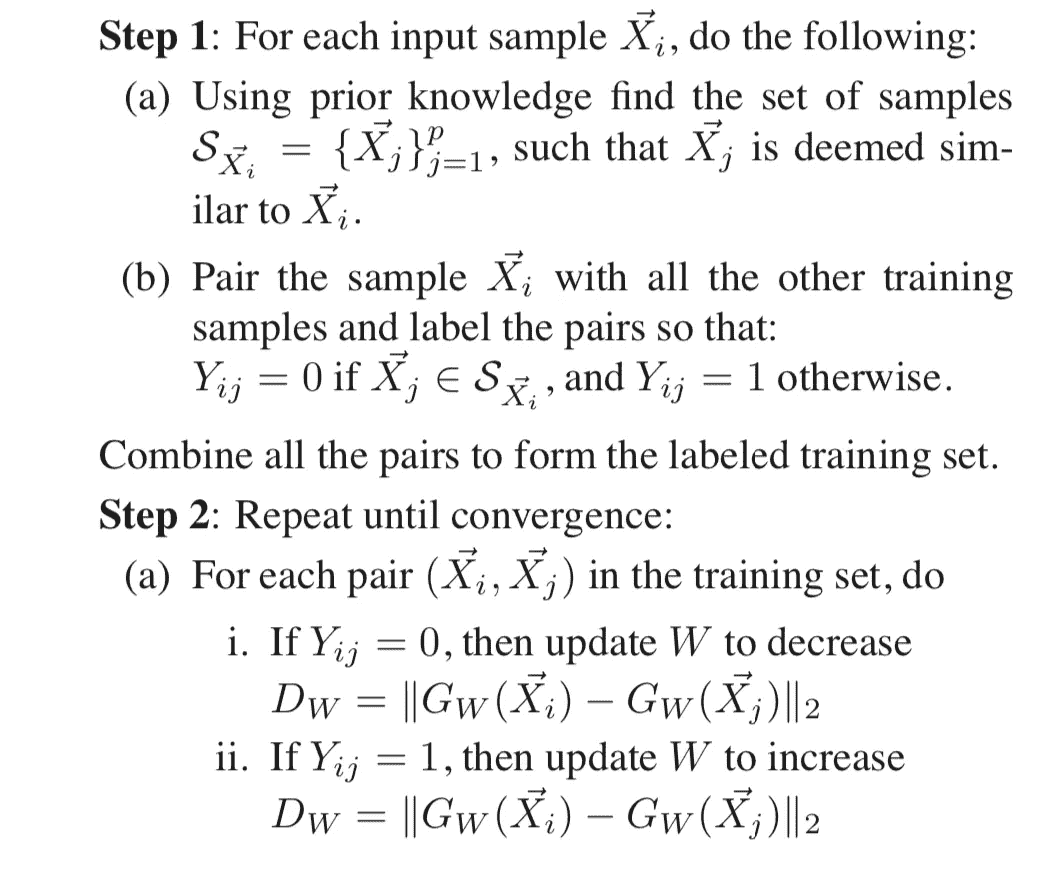 Step 1: For each input sample $\vec{X}_i$, do the following:
(a) Using prior knowledge find the set of samples
$\mathcal{S}_{\vec{X}_i} = \{\vec{X}_j\}_{j=1}^{p}$, such that $\vec{X}_j$ is deemed sim-
ilar to $\vec{X}_i$.
(b) Pair the sample $\vec{X}_i$ with all the other training
samples and label the pairs so that:
$Y_{ij} = 0$ if $\vec{X}_j \in \mathcal{S}_{\vec{X}_i}$, and $Y_{ij} = 1$ otherwise.
Combine all the pairs to form the labeled training set.
Step 2: Repeat until convergence:
(a) For each pair $(\vec{X}_i, \vec{X}_j)$ in the training set, do
i. If $Y_{ij} = 0$, then update $W$ to decrease
$D_W = \|G_W(\vec{X}_i) - G_W(\vec{X}_j)\|_2$
ii. If $Y_{ij} = 1$, then update $W$ to increase
$D_W = \|G_W(\vec{X}_i) - G_W(\vec{X}_j)\|_2$